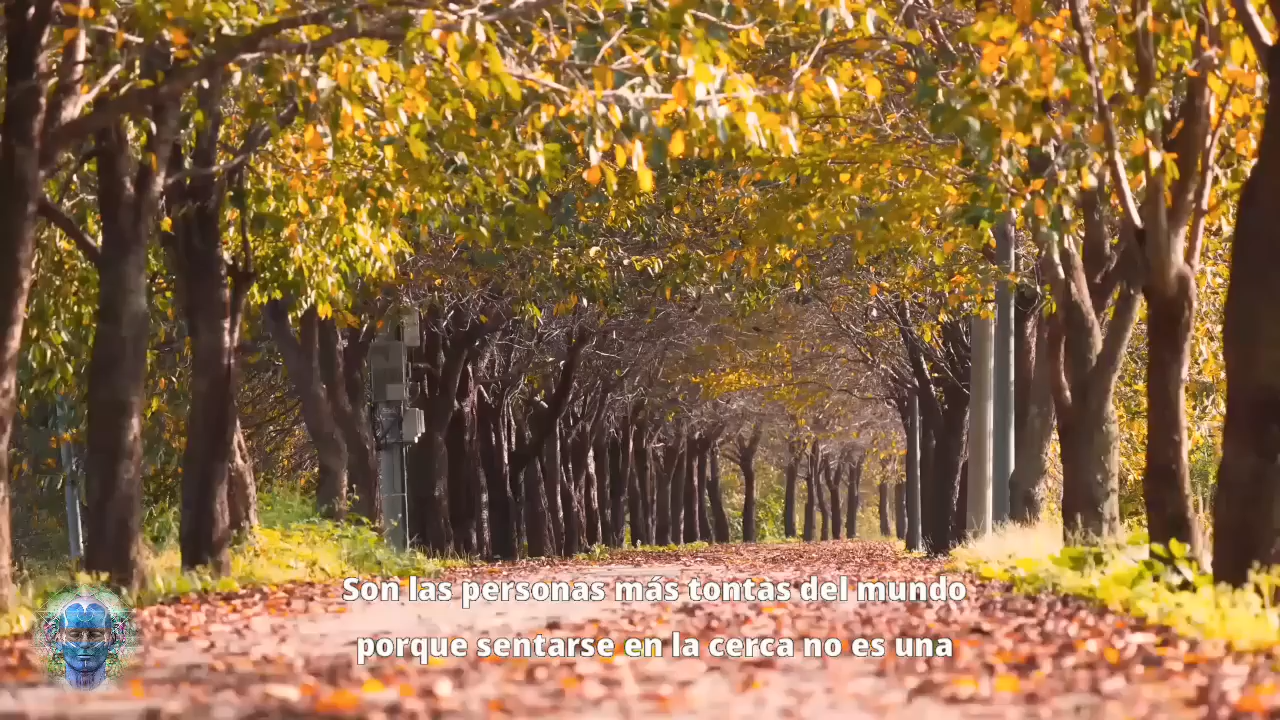 Son las personas más tontas del mundo
porque sentarse en la cerca no es una